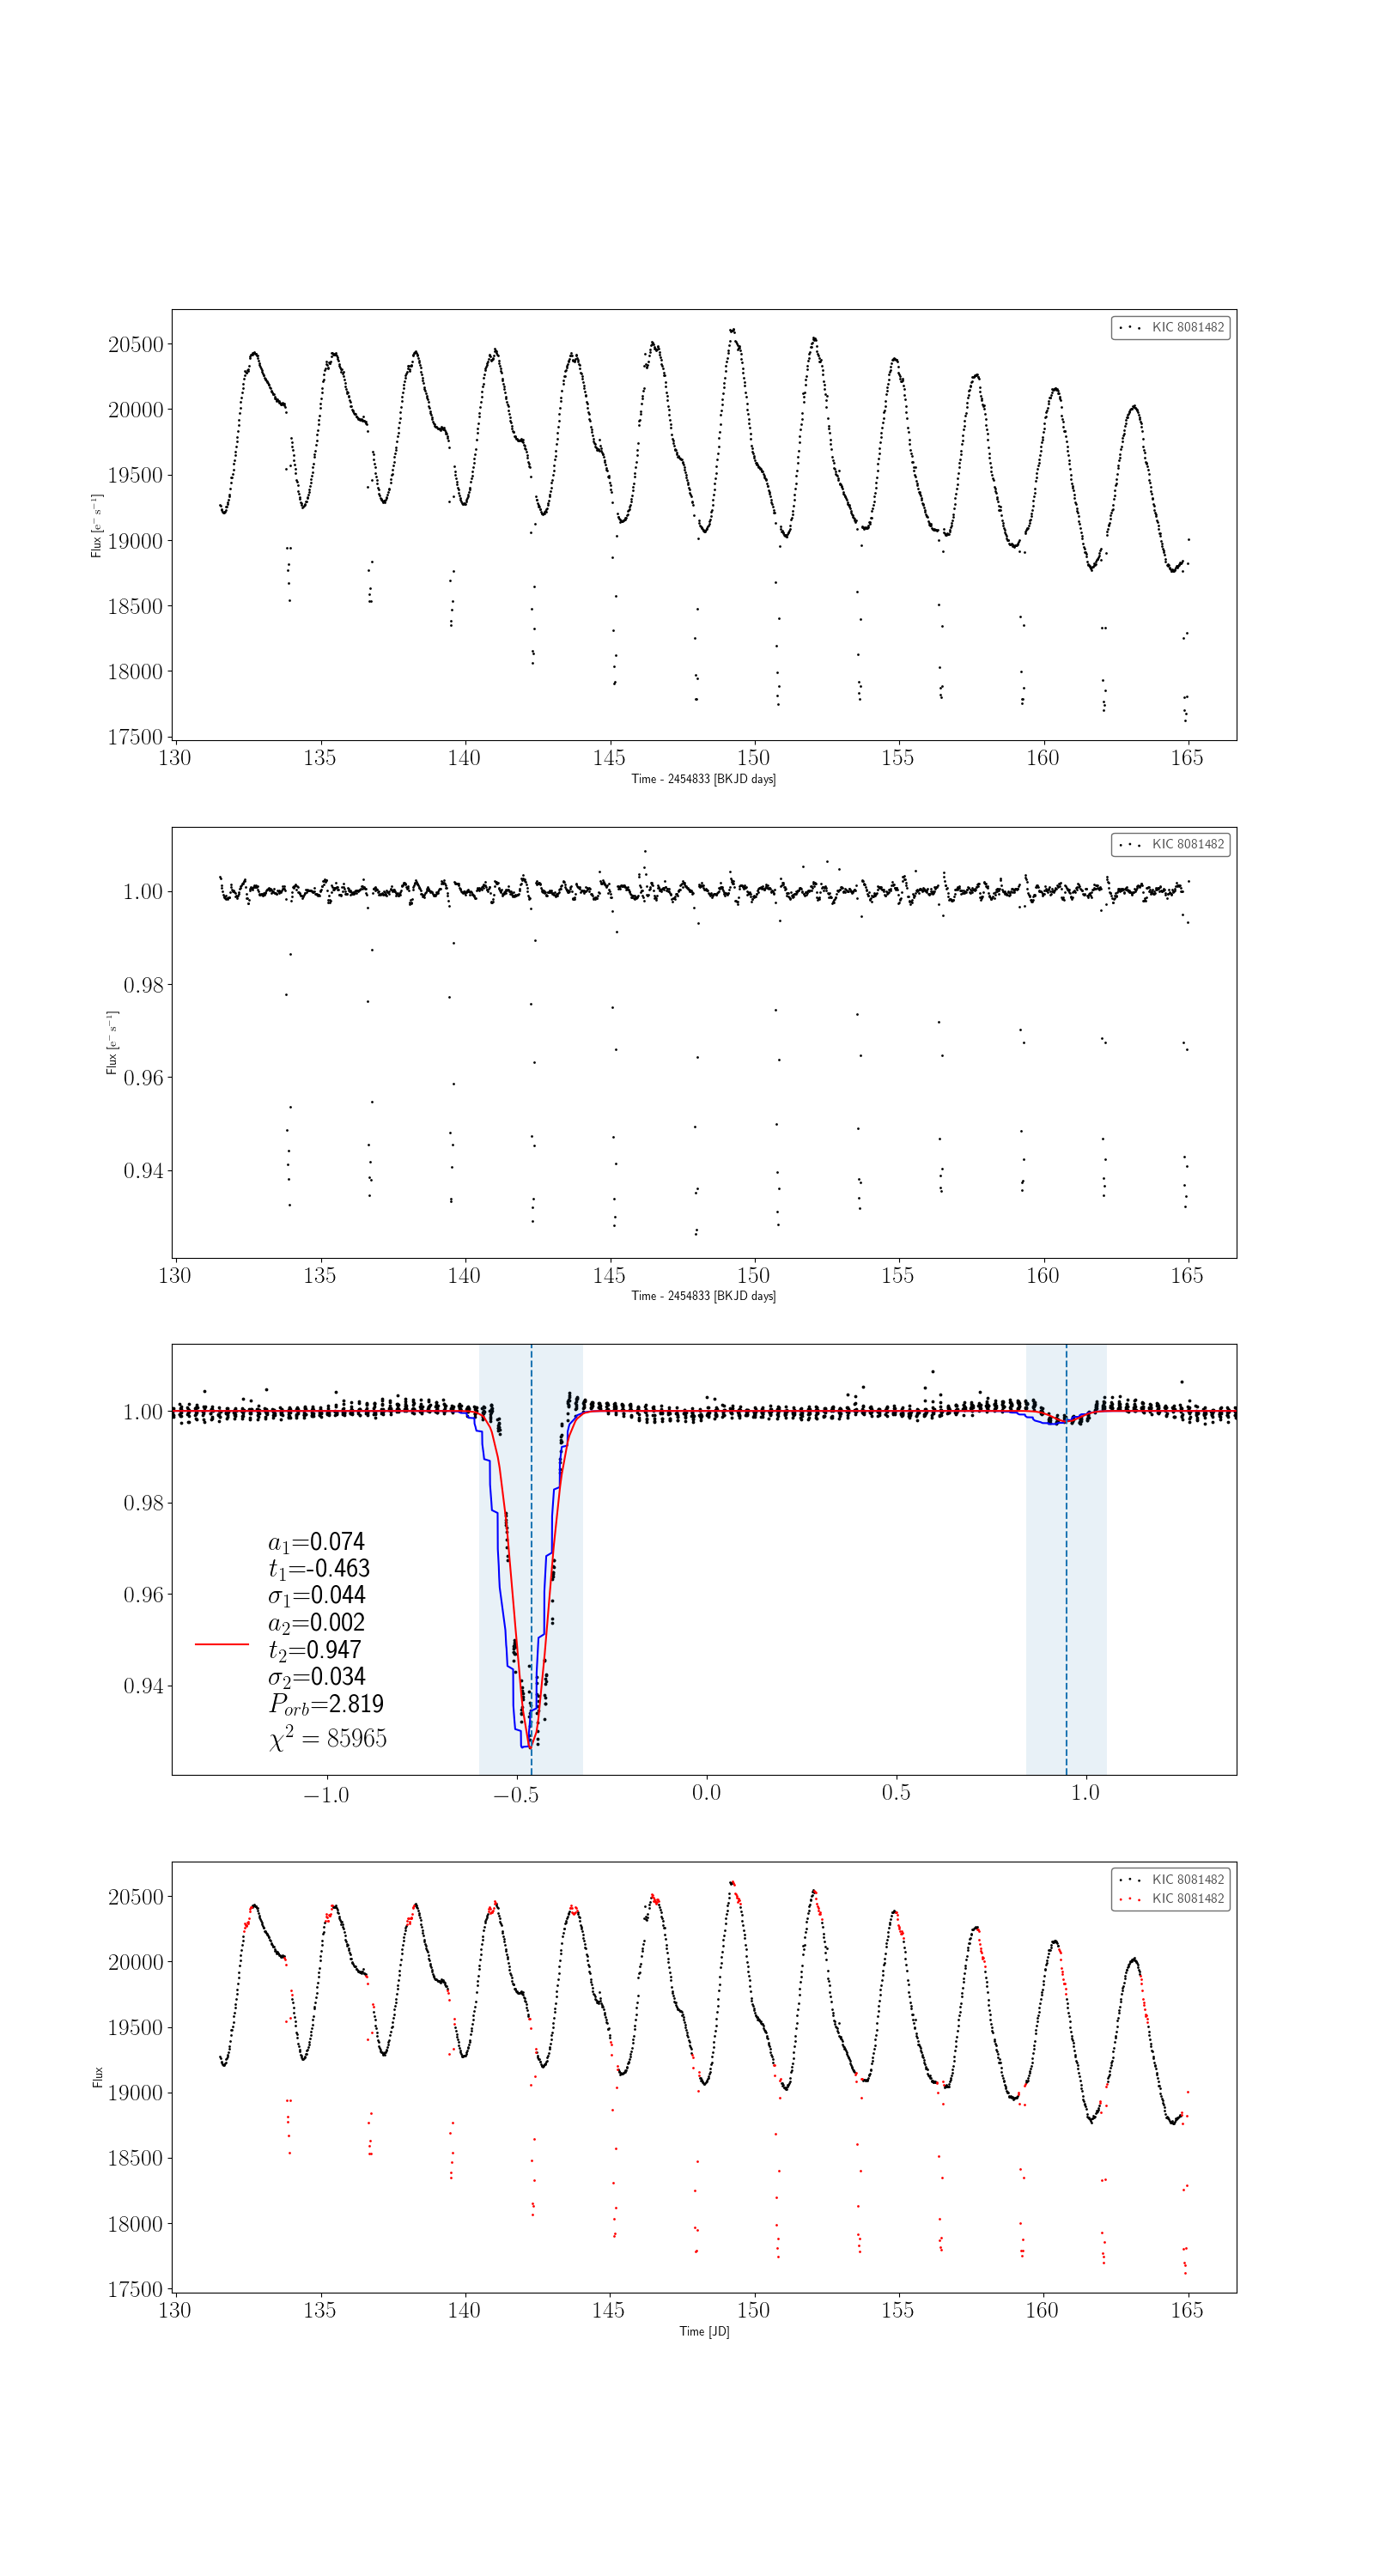 KIC 8081482
20500
20000
19500
19000
18500
18000
17500
Flux [e⁻ s⁻¹]
130 135 140 145 150 155 160 165
Time - 2454833 [BKJD days]
KIC 8081482
1.00
0.98
0.96
0.94
Flux [e⁻ s⁻¹]
130 135 140 145 150 155 160 165
Time - 2454833 [BKJD days]
1.00
0.98
0.96
0.94
a₁=0.074
t₁=-0.463
σ₁=0.044
a₂=0.002
t₂=0.947
σ₂=0.034
P_orb=2.819
χ² = 85965
−1.0 −0.5 0.0 0.5 1.0
KIC 8081482
KIC 8081482
20500
20000
19500
19000
18500
18000
17500
Flux
130 135 140 145 150 155 160 165
Time [JD]